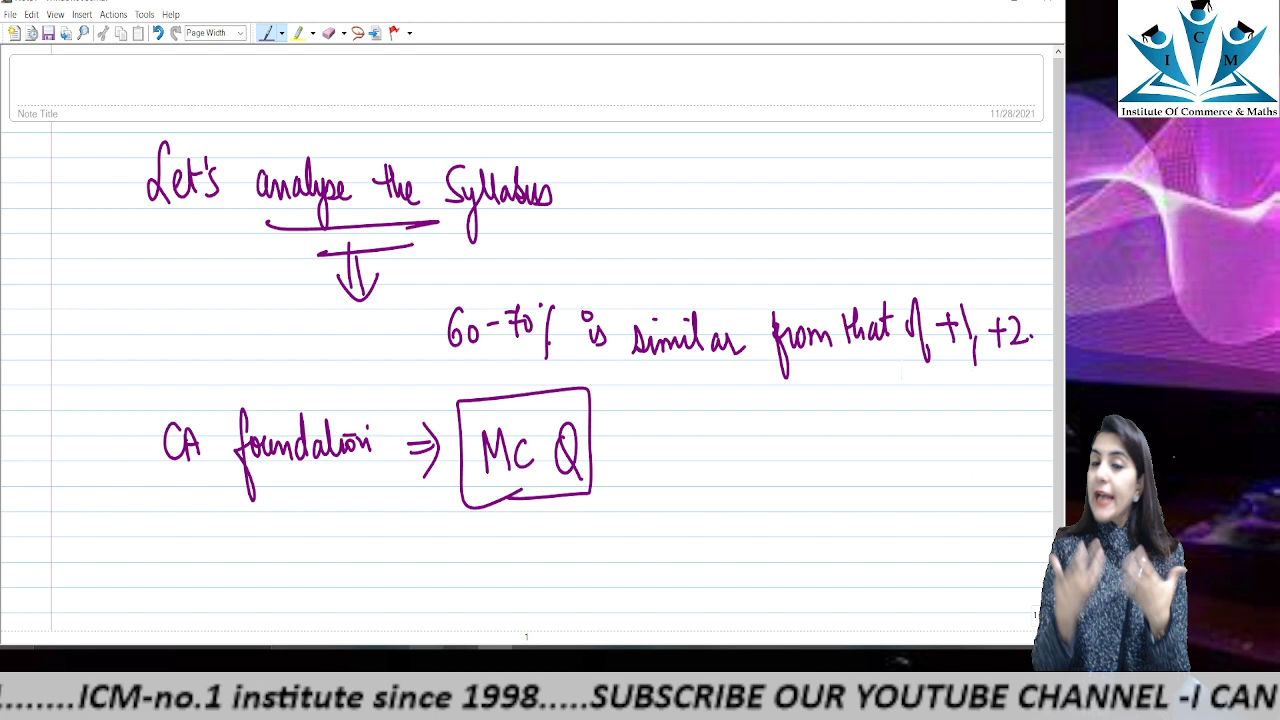 File Edit View Insert Actions Tools Help
Page Width
Note Title
11/28/2021
Let's analyse the Syllabus
60-70% is similar from that of +1, +2.
CA foundation ⇒ MCQ
1
1
I C M
Institute Of Commerce & Maths
.......ICM-no.1 institute since 1998.....SUBSCRIBE OUR YOUTUBE CHANNEL -I CAN